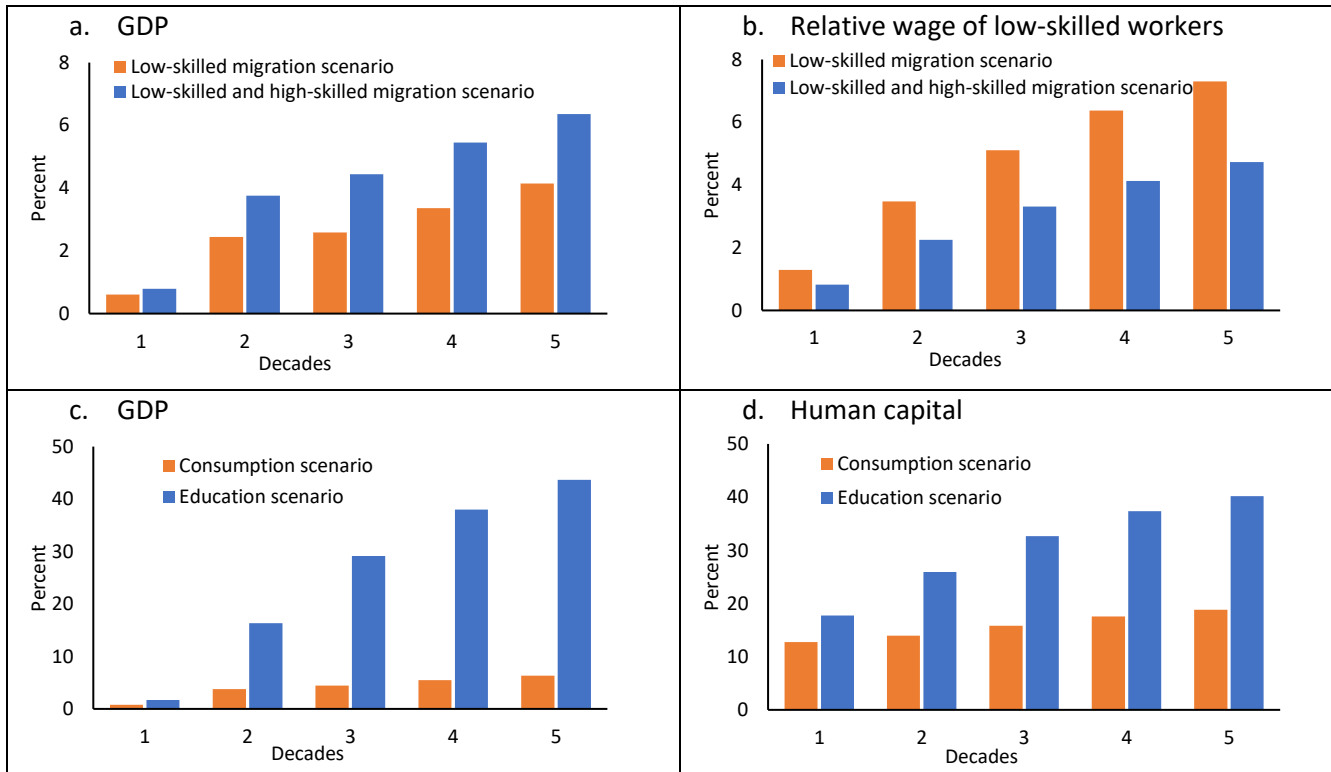 a. GDP
Low-skilled migration scenario
Low-skilled and high-skilled migration scenario
8
6
4
2
0
Percent
1 2 3 4 5
Decades
b. Relative wage of low-skilled workers
Low-skilled migration scenario
Low-skilled and high-skilled migration scenario
8
6
4
2
0
Percent
1 2 3 4 5
Decades
c. GDP
Consumption scenario
Education scenario
50
40
30
20
10
0
Percent
1 2 3 4 5
Decades
d. Human capital
Consumption scenario
Education scenario
50
40
30
20
10
0
Percent
1 2 3 4 5
Decades